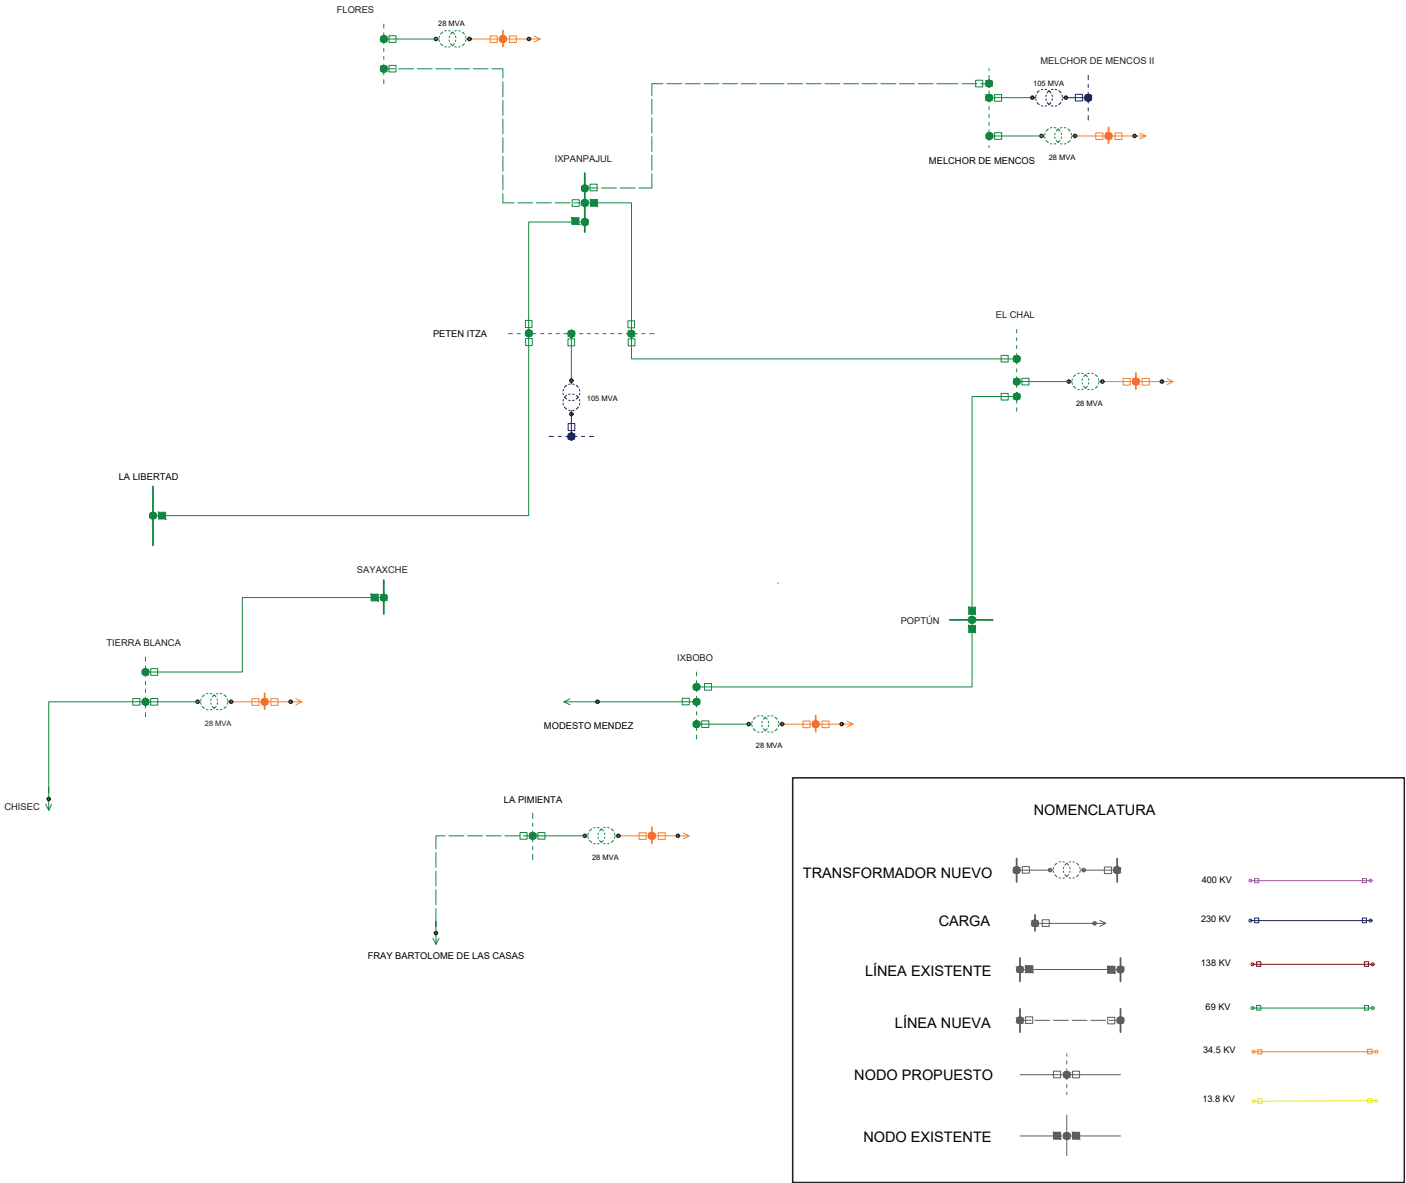 FLORES
28 MVA
MELCHOR DE MENCOS II
105 MVA
MELCHOR DE MENCOS
28 MVA
IXPANPAJUL
PETEN ITZA
105 MVA
EL CHAL
28 MVA
LA LIBERTAD
SAYAXCHE
TIERRA BLANCA
28 MVA
CHISEC
POPTÚN
IXBOBO
MODESTO MENDEZ
28 MVA
LA PIMIENTA
28 MVA
FRAY BARTOLOME DE LAS CASAS
NOMENCLATURA
TRANSFORMADOR NUEVO
CARGA
LÍNEA EXISTENTE
LÍNEA NUEVA
NODO PROPUESTO
NODO EXISTENTE
400 KV
230 KV
138 KV
69 KV
34.5 KV
13.8 KV